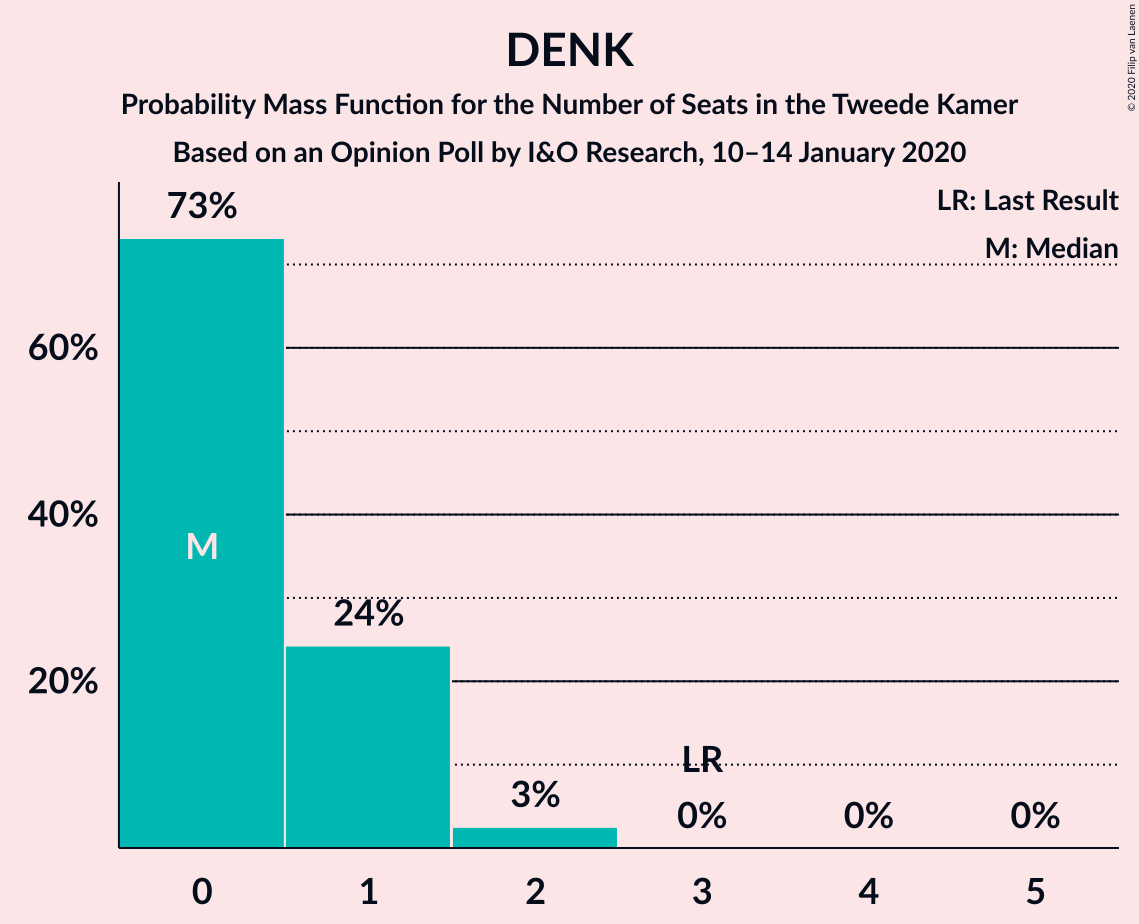 DENK
Probability Mass Function for the Number of Seats in the Tweede Kamer
Based on an Opinion Poll by I&O Research, 10–14 January 2020
© 2020 Filip van Laenen
LR: Last Result
M: Median
73%
60%
40%
20%
M
24%
3%
LR
0%
0%
0%
0
1
2
3
4
5